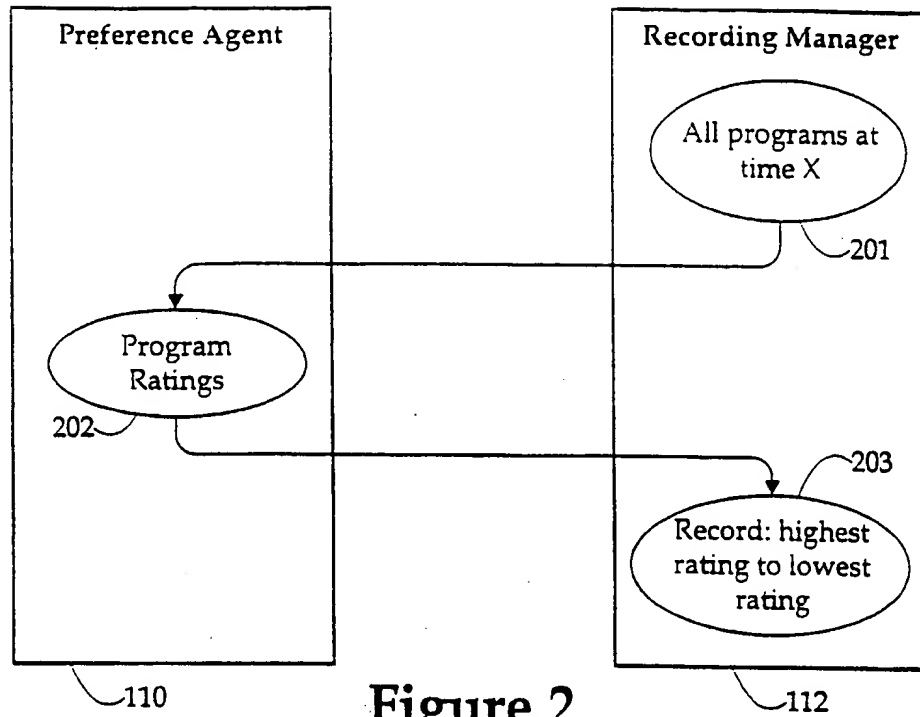 Preference Agent
Recording Manager
All programs at
time X
201
Program
Ratings
202
203
Record: highest
rating to lowest
rating
110
Figure 2
112